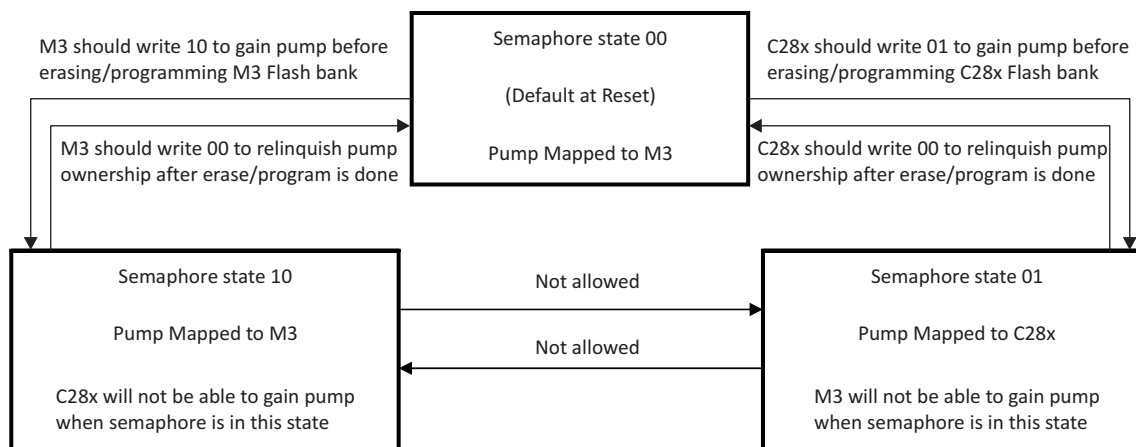 M3 should write 10 to gain pump before
erasing/programming M3 Flash bank
Semaphore state 00
(Default at Reset)
Pump Mapped to M3
C28x should write 01 to gain pump before
erasing/programming C28x Flash bank
M3 should write 00 to relinquish pump
ownership after erase/program is done
C28x should write 00 to relinquish pump
ownership after erase/program is done
Semaphore state 10
Pump Mapped to M3
C28x will not be able to gain pump
when semaphore is in this state
Not allowed
Not allowed
Semaphore state 01
Pump Mapped to C28x
M3 will not be able to gain pump
when semaphore is in this state